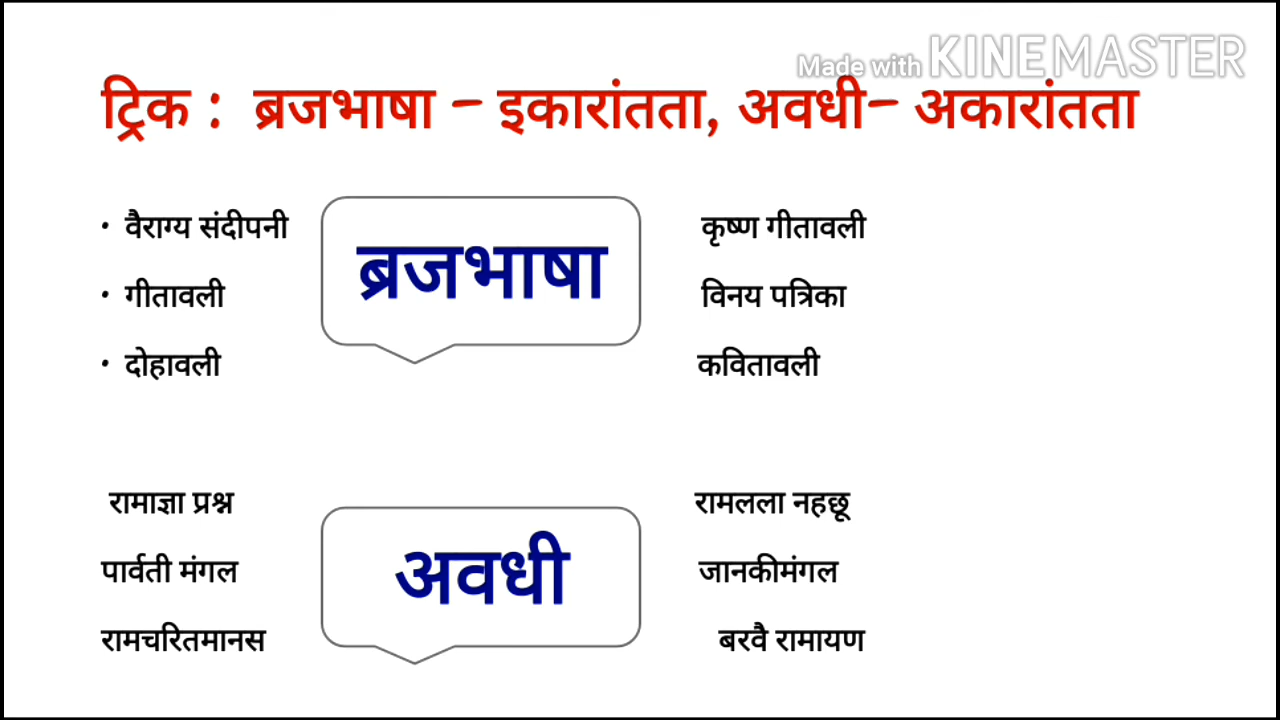 Made with KINEMASTER
ट्रिक : ब्रजभाषा - इकारांतता, अवधी- अकारांतता
• वैराग्य संदीपनी
• गीतावली
• दोहावली
ब्रजभाषा
कृष्ण गीतावली
विनय पत्रिका
कवितावली
रामाज्ञा प्रश्न
पार्वती मंगल
रामचरितमानस
अवधी
रामलला नहछू
जानकीमंगल
बरवै रामायण